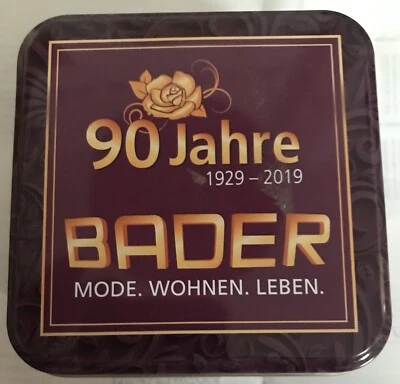 90 Jahre
1929 – 2019
BADER
MODE. WOHNEN. LEBEN.